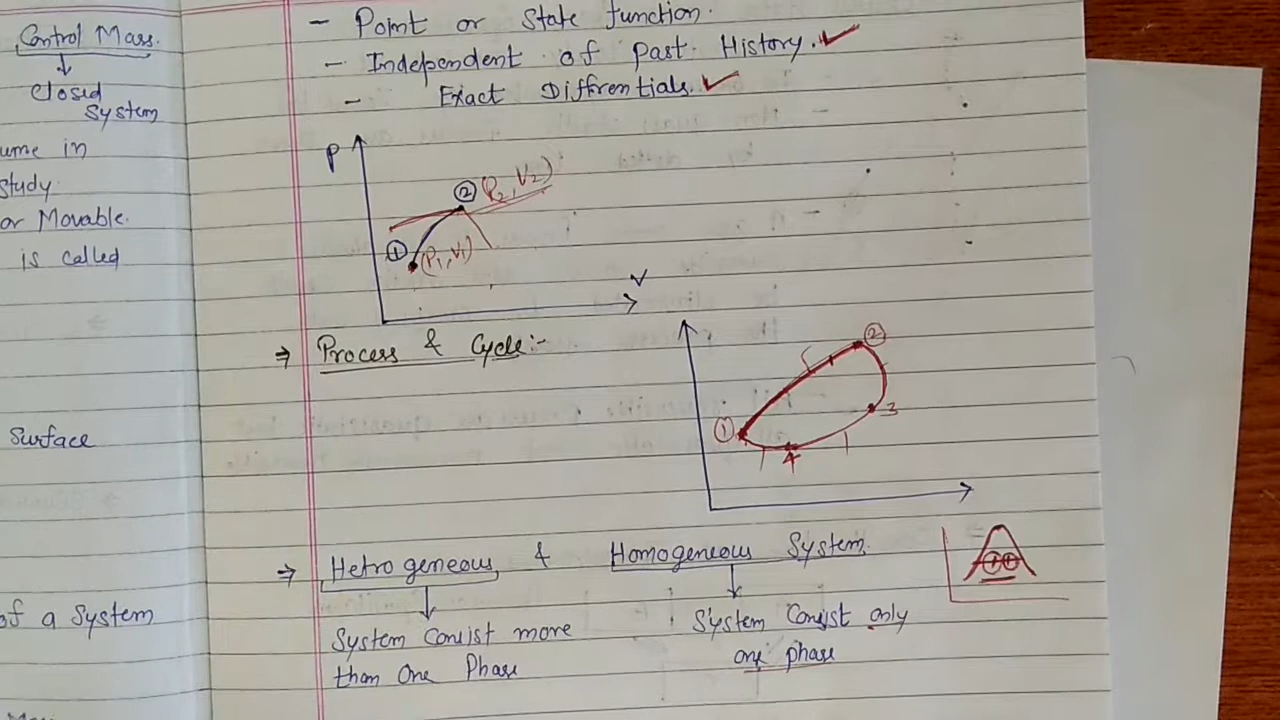 Control Mass.
Closed
System
ume in
study.
or Movable.
is called
Surface
of a System
- Point or State function.
- Independent of Past History.
- Exact Differentials.
P
② (P2, V2)
① (P1, V1)
V
⇒ Process & Cycle:-
②
5
① 3
4
⇒ Hetrogeneous & Homogeneous System.
System Consist more
than One Phase
System Consist only
one phase